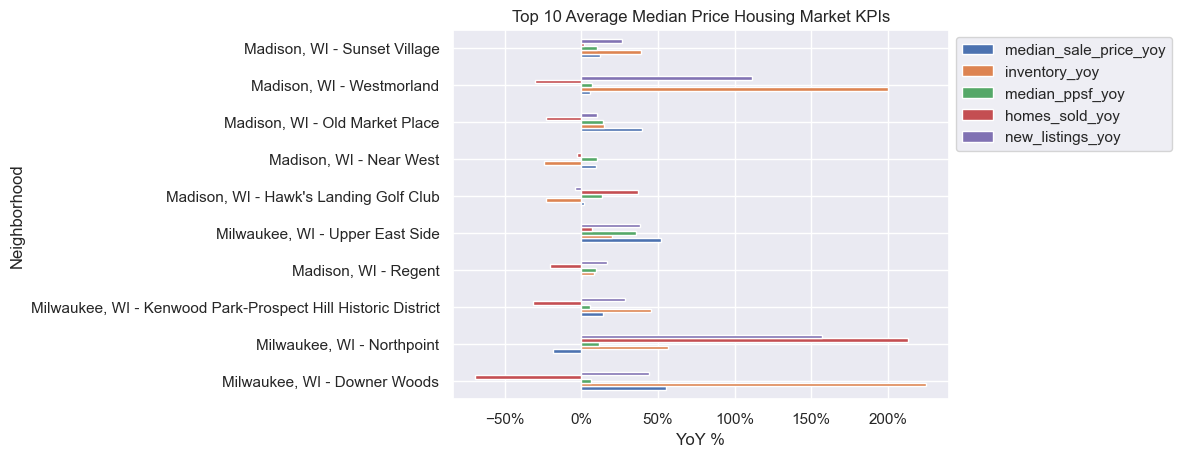 Top 10 Average Median Price Housing Market KPIs
Neighborhood
Madison, WI - Sunset Village
Madison, WI - Westmorland
Madison, WI - Old Market Place
Madison, WI - Near West
Madison, WI - Hawk's Landing Golf Club
Milwaukee, WI - Upper East Side
Madison, WI - Regent
Milwaukee, WI - Kenwood Park-Prospect Hill Historic District
Milwaukee, WI - Northpoint
Milwaukee, WI - Downer Woods
−50% 0% 50% 100% 150% 200%
YoY %
median_sale_price_yoy
inventory_yoy
median_ppsf_yoy
homes_sold_yoy
new_listings_yoy